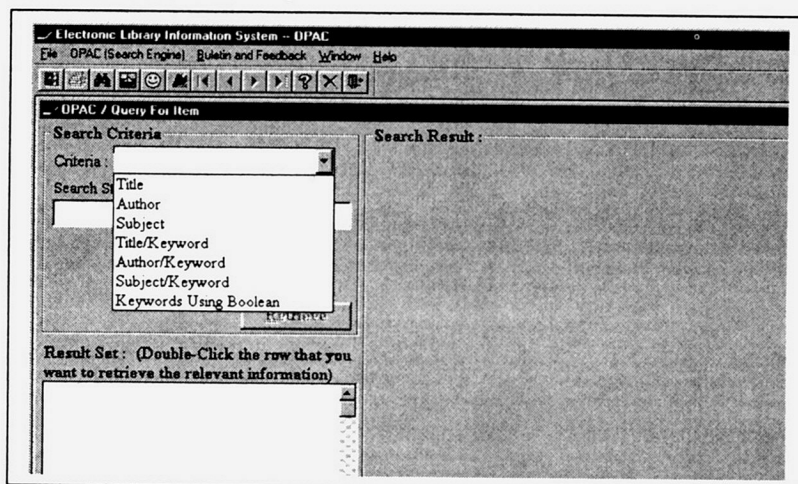 Electronic Library Information System -- OPAC
File OPAC (Search Engine) Buletin and Feedback Window Help
OPAC / Query For Item
Search Criteria
Criteria :
Title
Author
Subject
Title/Keyword
Author/Keyword
Subject/Keyword
Keywords Using Boolean
Search
Search Result :
Result Set : (Double-Click the row that you
want to retrieve the relevant information)